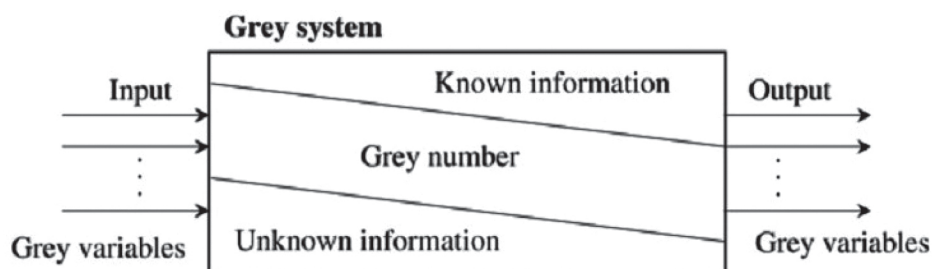 Grey system
Input
Known information
Output
Grey number
Grey variables
Unknown information
Grey variables